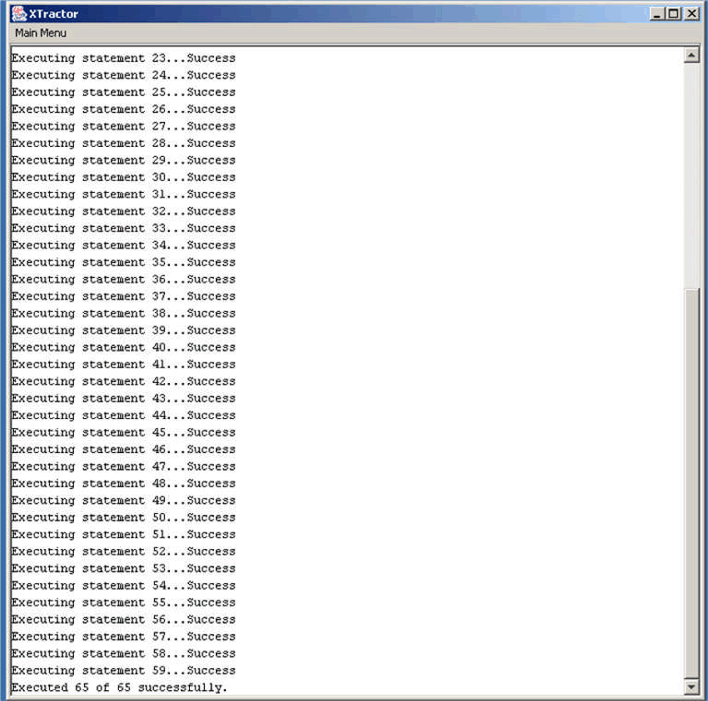 XTractor
Main Menu
Executing statement 23...Success
Executing statement 24...Success
Executing statement 25...Success
Executing statement 26...Success
Executing statement 27...Success
Executing statement 28...Success
Executing statement 29...Success
Executing statement 30...Success
Executing statement 31...Success
Executing statement 32...Success
Executing statement 33...Success
Executing statement 34...Success
Executing statement 35...Success
Executing statement 36...Success
Executing statement 37...Success
Executing statement 38...Success
Executing statement 39...Success
Executing statement 40...Success
Executing statement 41...Success
Executing statement 42...Success
Executing statement 43...Success
Executing statement 44...Success
Executing statement 45...Success
Executing statement 46...Success
Executing statement 47...Success
Executing statement 48...Success
Executing statement 49...Success
Executing statement 50...Success
Executing statement 51...Success
Executing statement 52...Success
Executing statement 53...Success
Executing statement 54...Success
Executing statement 55...Success
Executing statement 56...Success
Executing statement 57...Success
Executing statement 58...Success
Executing statement 59...Success
Executed 65 of 65 successfully.